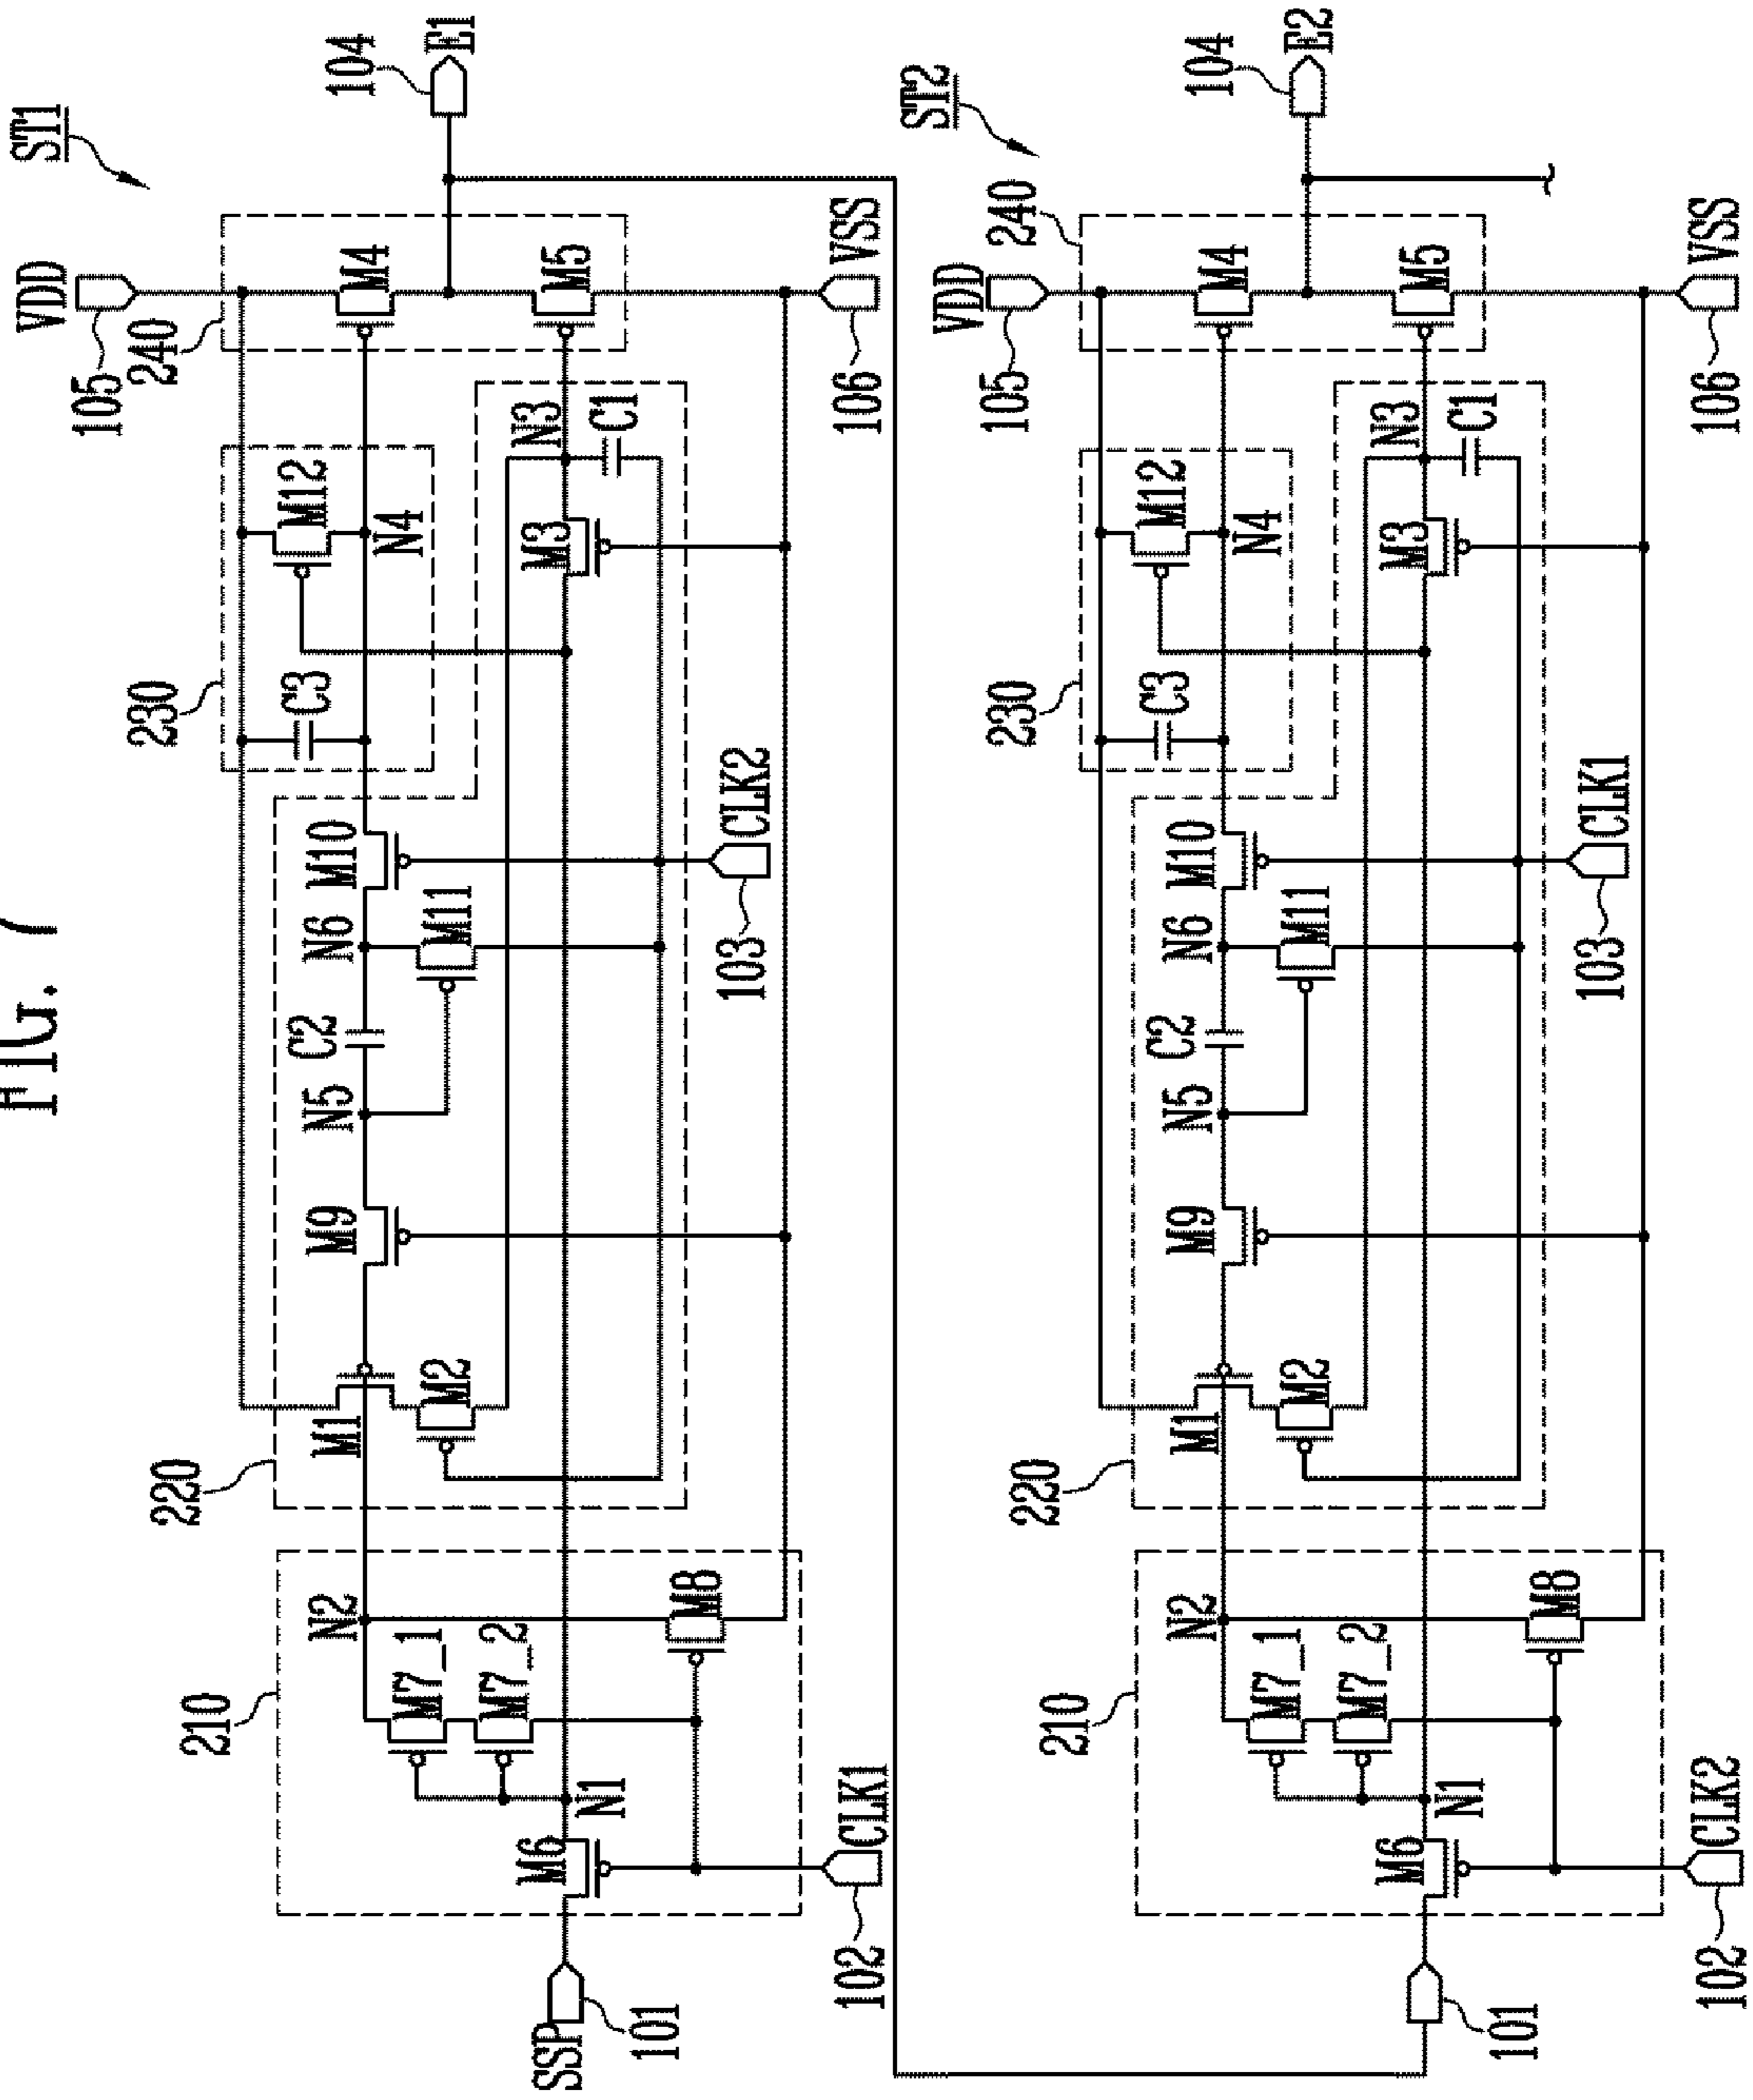 FIG. 7
ST1
VDD
105
240
104
E1
M4
M5
VSS
106
230
C3
M12
N4
N3
C1
M3
220
M1
M2
M9
N5
C2
N6
M10
M11
CLK2
103
210
N2
M7_1
M7_2
M8
N1
M6
CLK1
102
SSP
101
ST2
VDD
105
240
104
E2
M4
M5
VSS
106
230
C3
M12
N4
N3
C1
M3
220
M1
M2
M9
N5
C2
N6
M10
M11
CLK1
103
210
N2
M7_1
M7_2
M8
N1
M6
CLK2
102
101